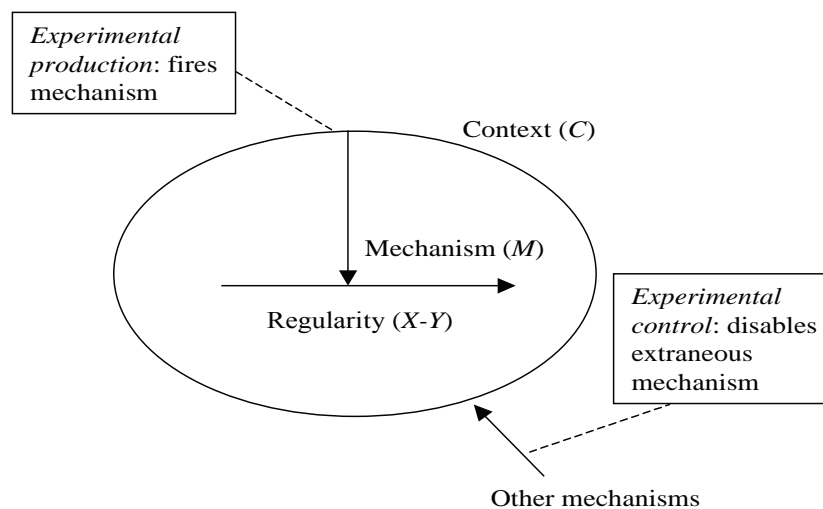 Experimental
production: fires
mechanism
Context (C)
Mechanism (M)
Regularity (X-Y)
Experimental
control: disables
extraneous
mechanism
Other mechanisms